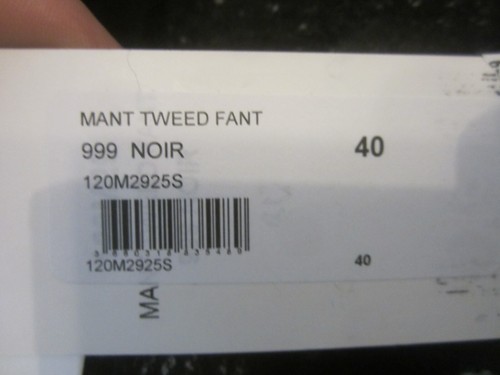 MANT TWEED FANT
999 NOIR 40
120M2925S
120M2925S 40
MA